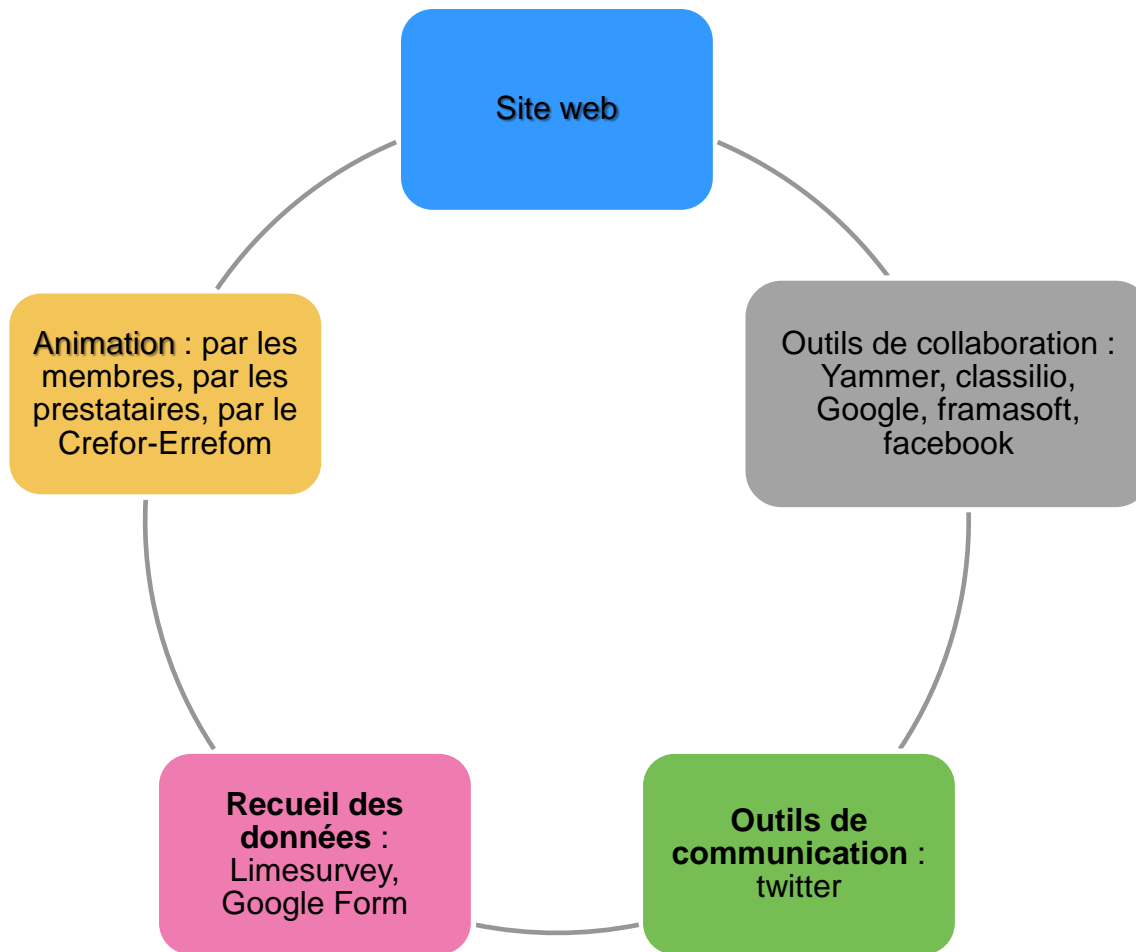 Site web
Outils de collaboration :
Yammer, classilio,
Google, framasoft,
facebook
Outils de
communication :
twitter
Recueil des
données :
Limesurvey,
Google Form
Animation : par les
membres, par les
prestataires, par le
Crefor-Errefom